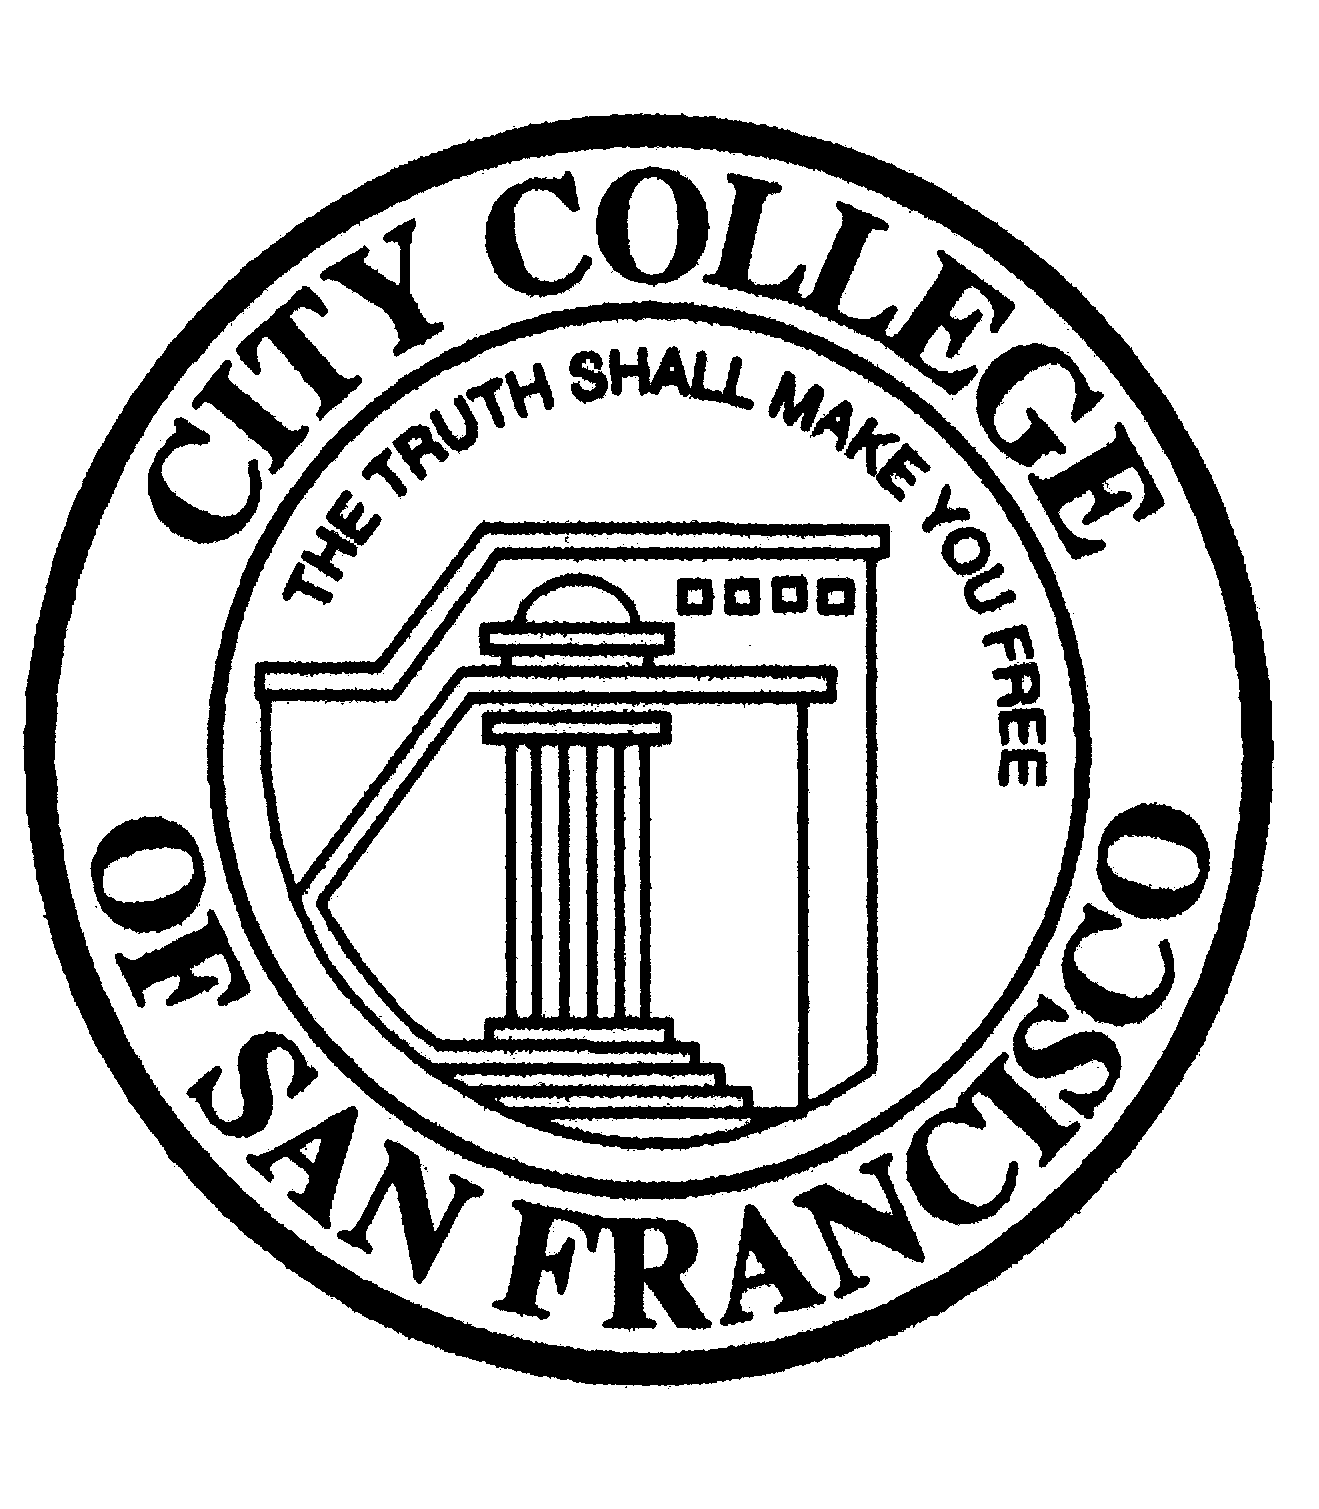 CITY COLLEGE
OF SAN FRANCISCO
THE TRUTH SHALL MAKE YOU FREE